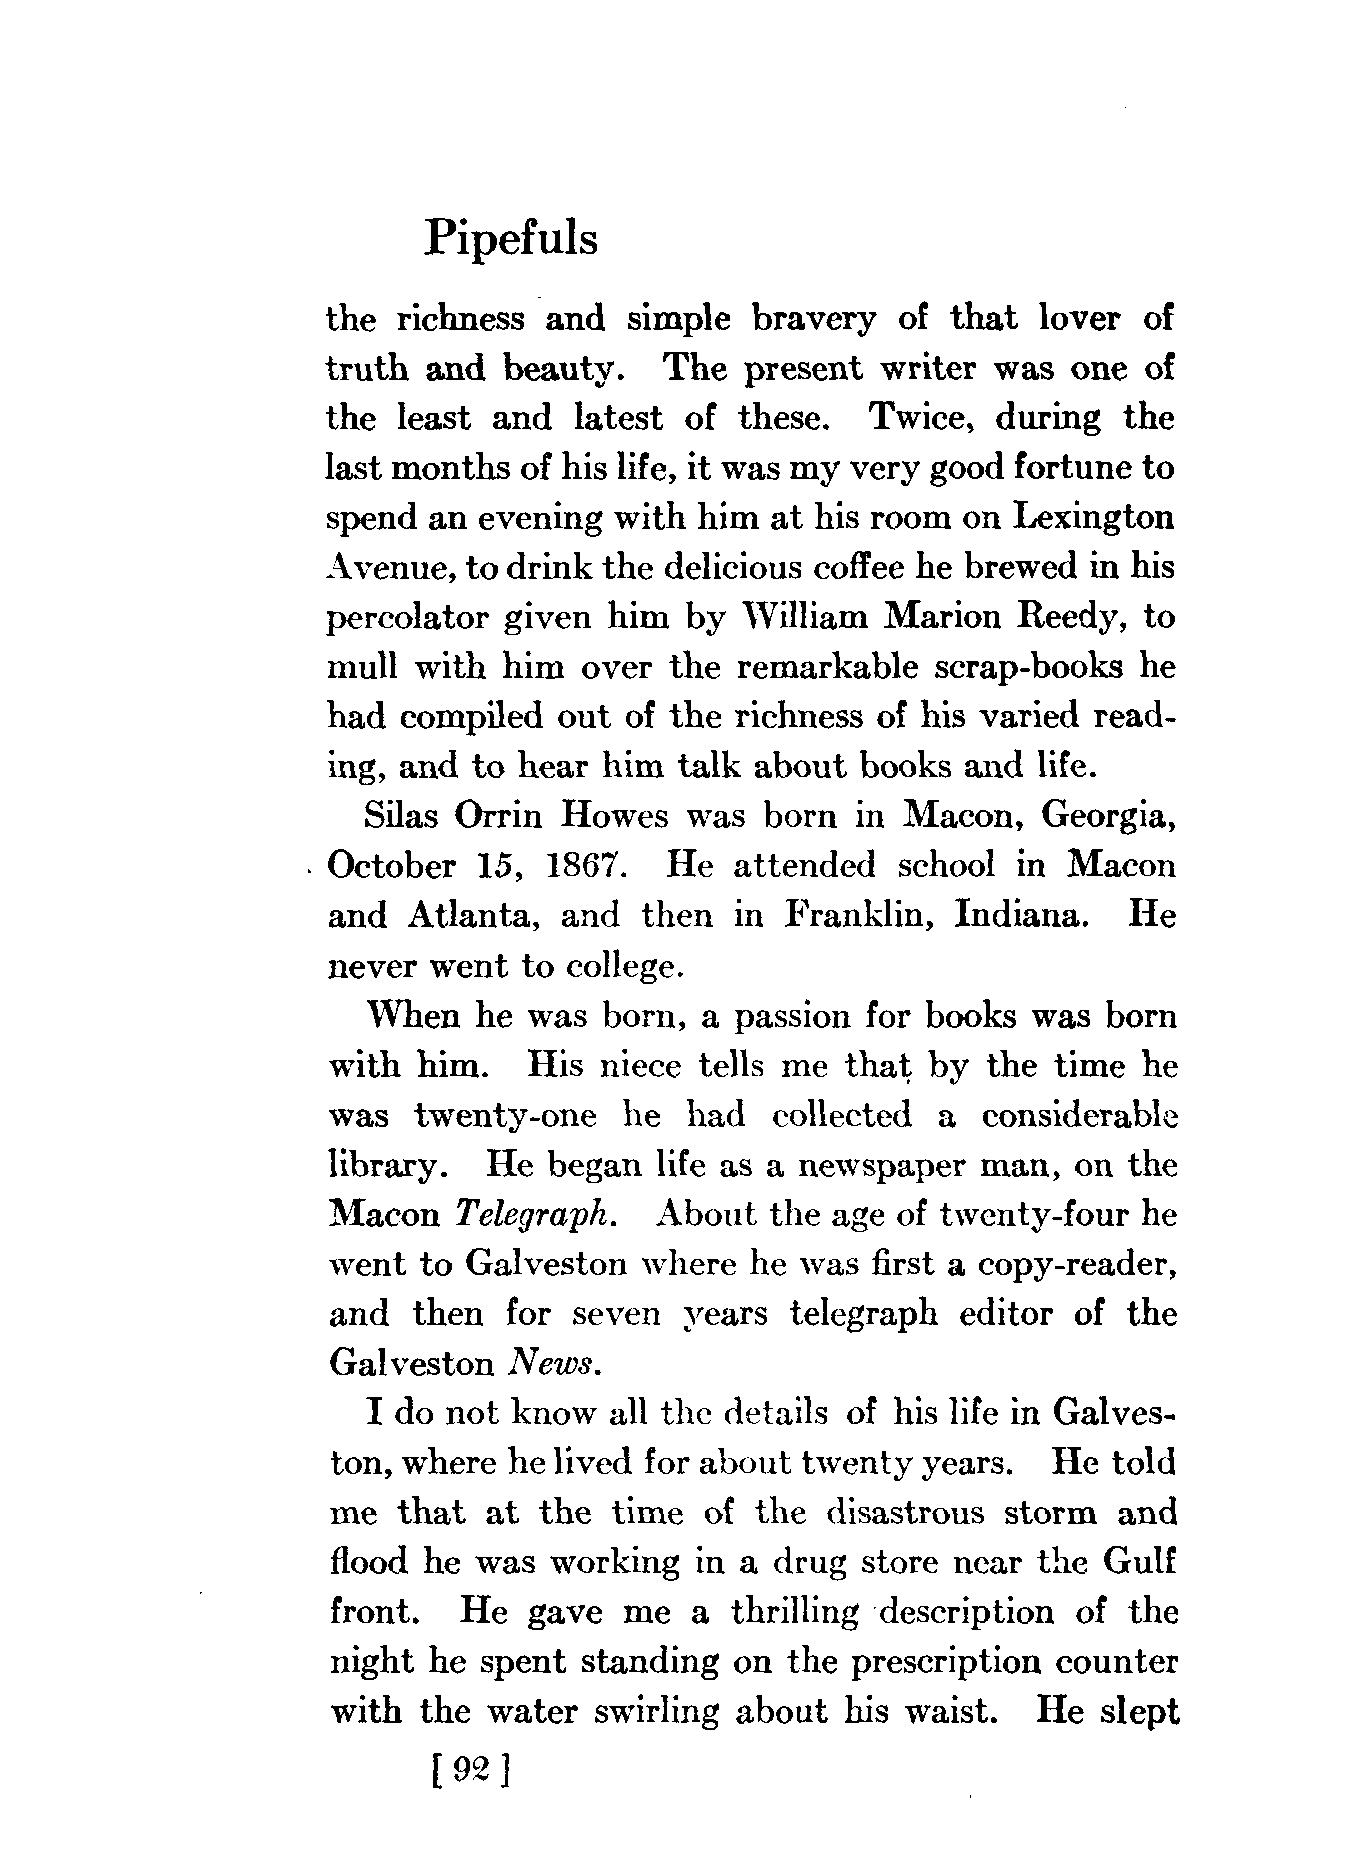 Pipefuls
the richness and simple bravery of that lover of
truth and beauty. The present writer was one of
the least and latest of these. Twice, during the
last months of his life, it was my very good fortune to
spend an evening with him at his room on Lexington
Avenue, to drink the delicious coffee he brewed in his
percolator given him by William Marion Reedy, to
mull with him over the remarkable scrap-books he
had compiled out of the richness of his varied read-
ing, and to hear him talk about books and life.
Silas Orrin Howes was born in Macon, Georgia,
October 15, 1867. He attended school in Macon
and Atlanta, and then in Franklin, Indiana. He
never went to college.
When he was born, a passion for books was born
with him. His niece tells me that by the time he
was twenty-one he had collected a considerable
library. He began life as a newspaper man, on the
Macon Telegraph. About the age of twenty-four he
went to Galveston where he was first a copy-reader,
and then for seven years telegraph editor of the
Galveston News.
I do not know all the details of his life in Galves-
ton, where he lived for about twenty years. He told
me that at the time of the disastrous storm and
flood he was working in a drug store near the Gulf
front. He gave me a thrilling description of the
night he spent standing on the prescription counter
with the water swirling about his waist. He slept
[ 92 ]